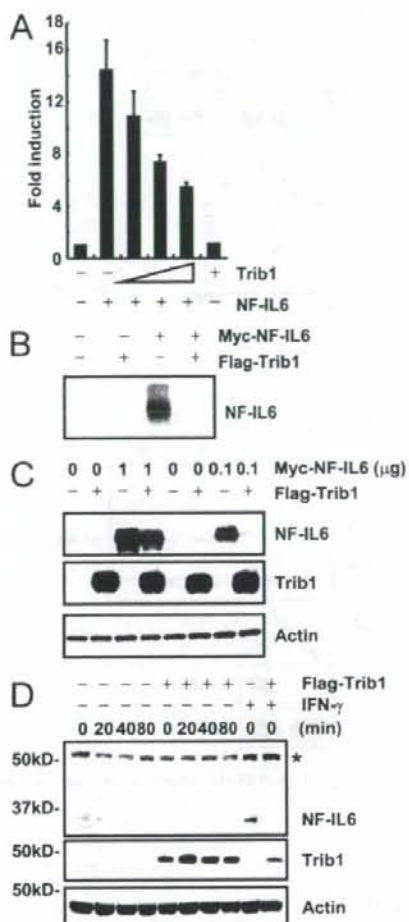 A
18
16
12
8
4
0
Fold induction
- - + Trib1
- + + + + - NF-IL6
B
- - - + + Myc-NF-IL6
- - + - + Flag-Trib1
NF-IL6
C
0 0 1 1 0 0 0.1 0.1 Myc-NF-IL6 (μg)
- + - + - + - + Flag-Trib1
NF-IL6
Trib1
Actin
D
- - - - + + + + - + Flag-Trib1
- - - - - - - - + + IFN-γ
0 20 40 80 0 20 40 80 0 0 (min)
50kD- *
37kD-
NF-IL6
50kD- Trib1
50kD- Actin